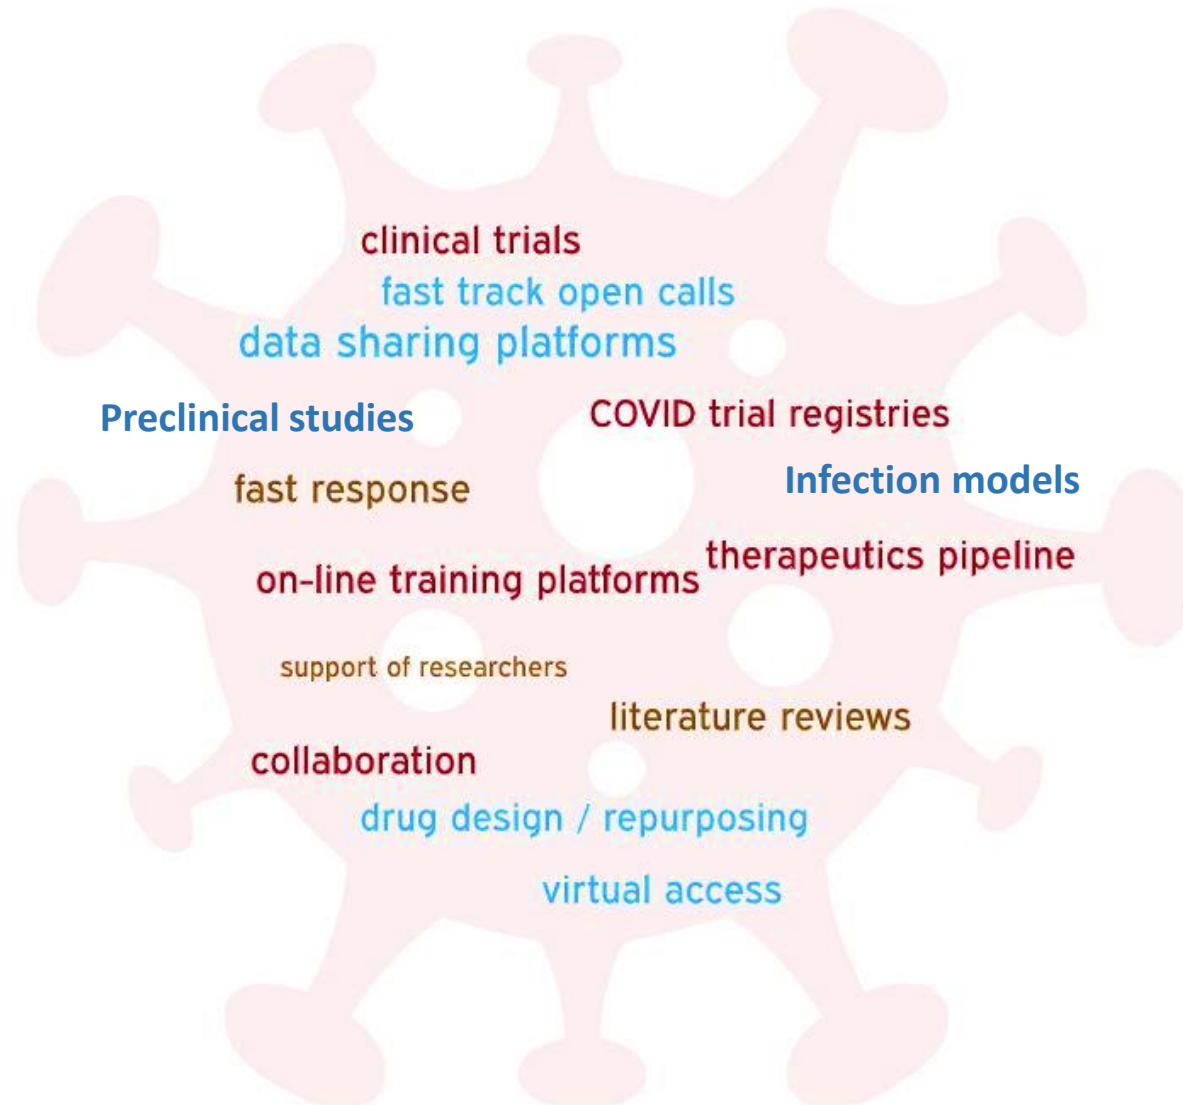 clinical trials
fast track open calls
data sharing platforms
Preclinical studies
COVID trial registries
Infection models
fast response
therapeutics pipeline
on-line training platforms
support of researchers
literature reviews
collaboration
drug design / repurposing
virtual access